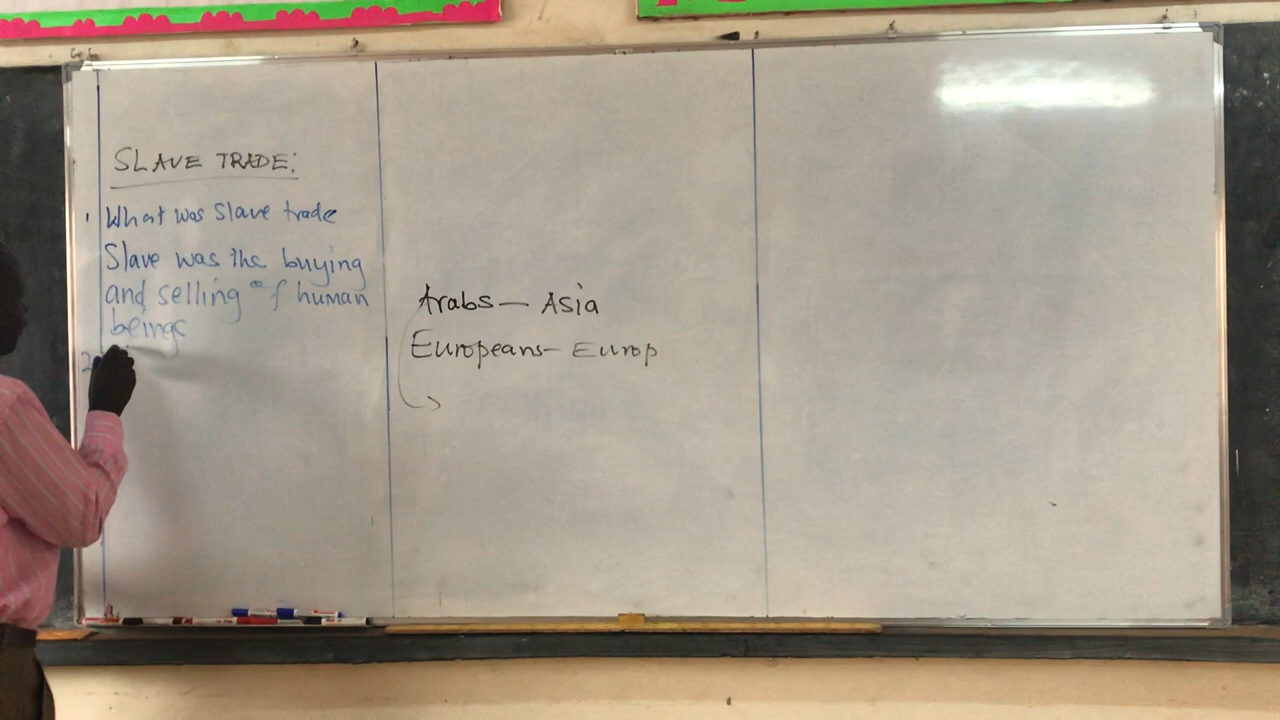 SLAVE TRADE:
1 What was slave trade
Slave was the buying
and selling of human
beings
2
Arabs — Asia
Europeans — Europ